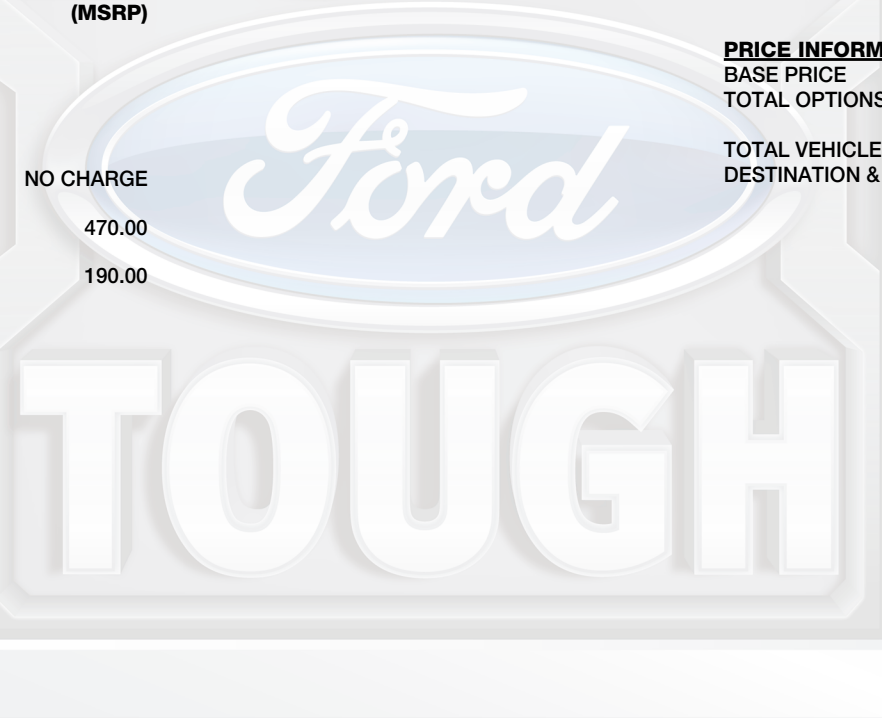 (MSRP)
NO CHARGE
470.00
190.00
PRICE INFORM
BASE PRICE
TOTAL OPTIONS
TOTAL VEHICLE
DESTINATION &
Ford
TOUGH